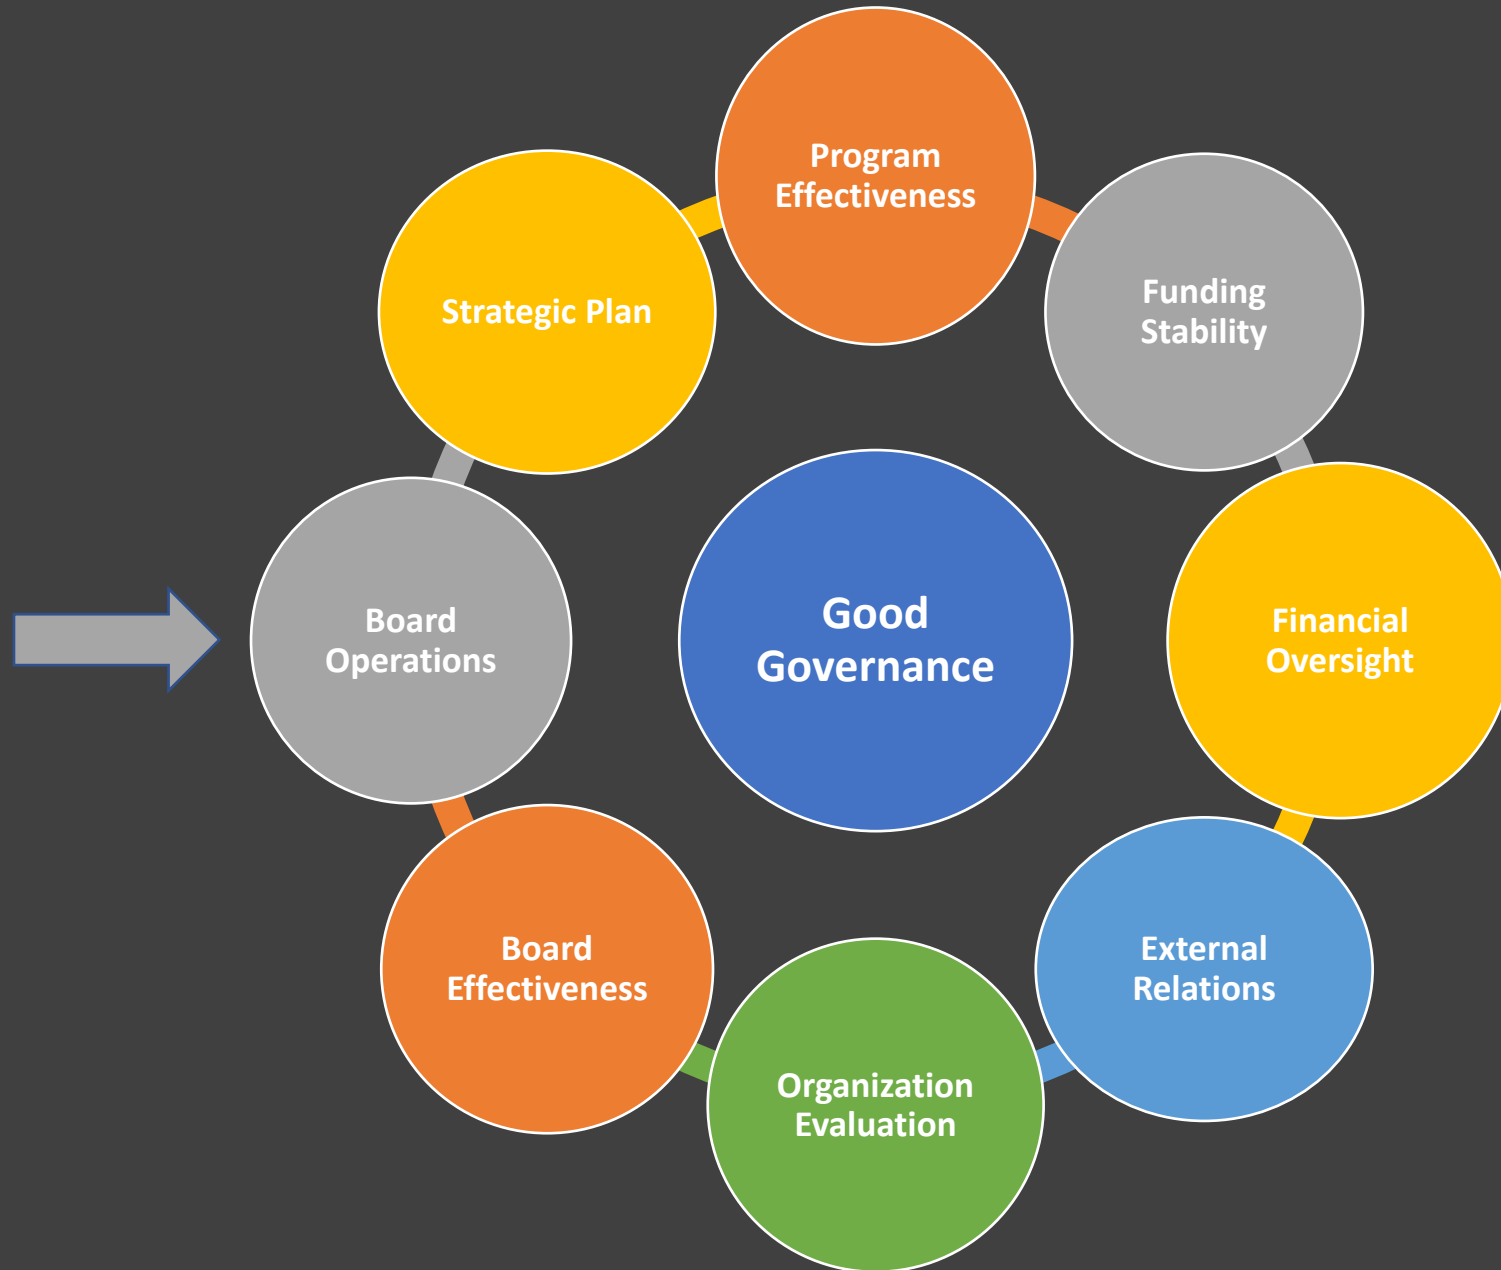 Program
Effectiveness
Strategic Plan
Funding
Stability
Board
Operations
Good
Governance
Financial
Oversight
Board
Effectiveness
External
Relations
Organization
Evaluation